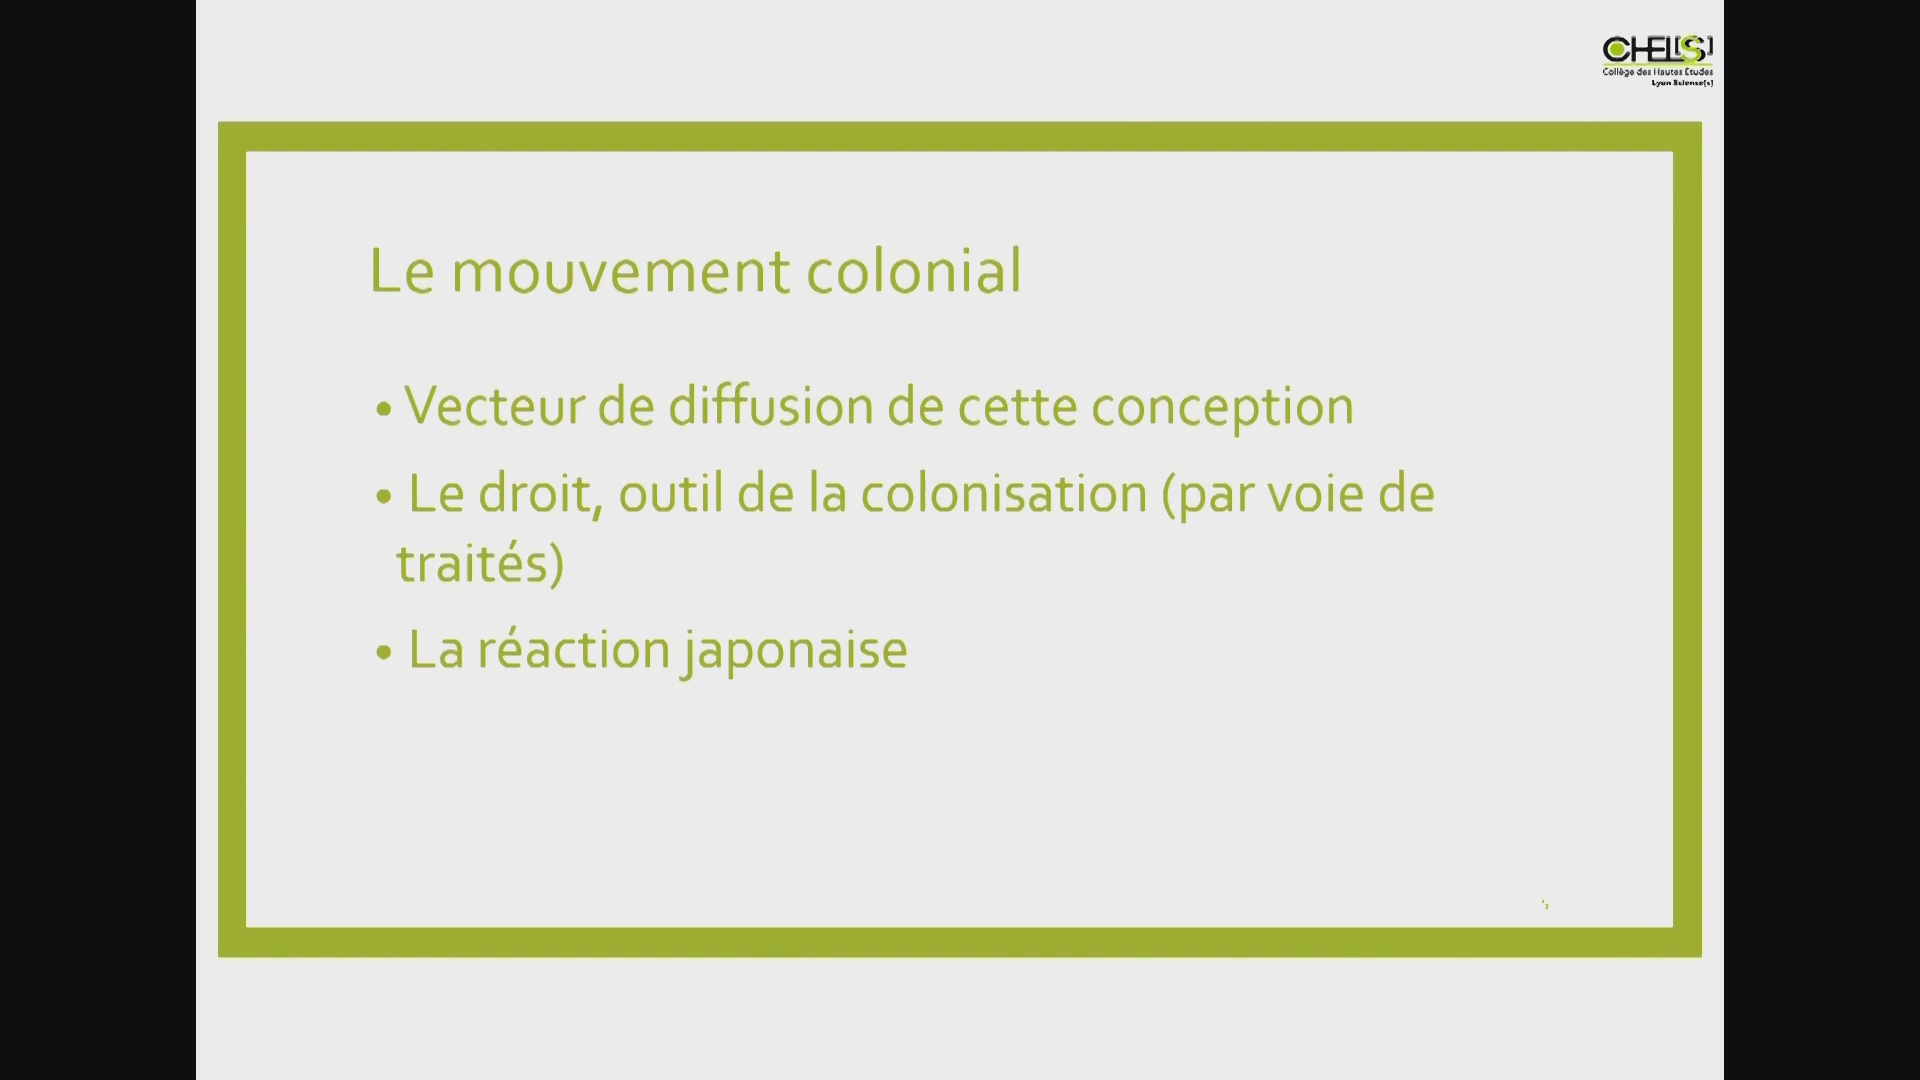 CHEL[S]
Collège des Hautes Etudes
Lyon Science[s]
Le mouvement colonial
• Vecteur de diffusion de cette conception
• Le droit, outil de la colonisation (par voie de
traités)
• La réaction japonaise